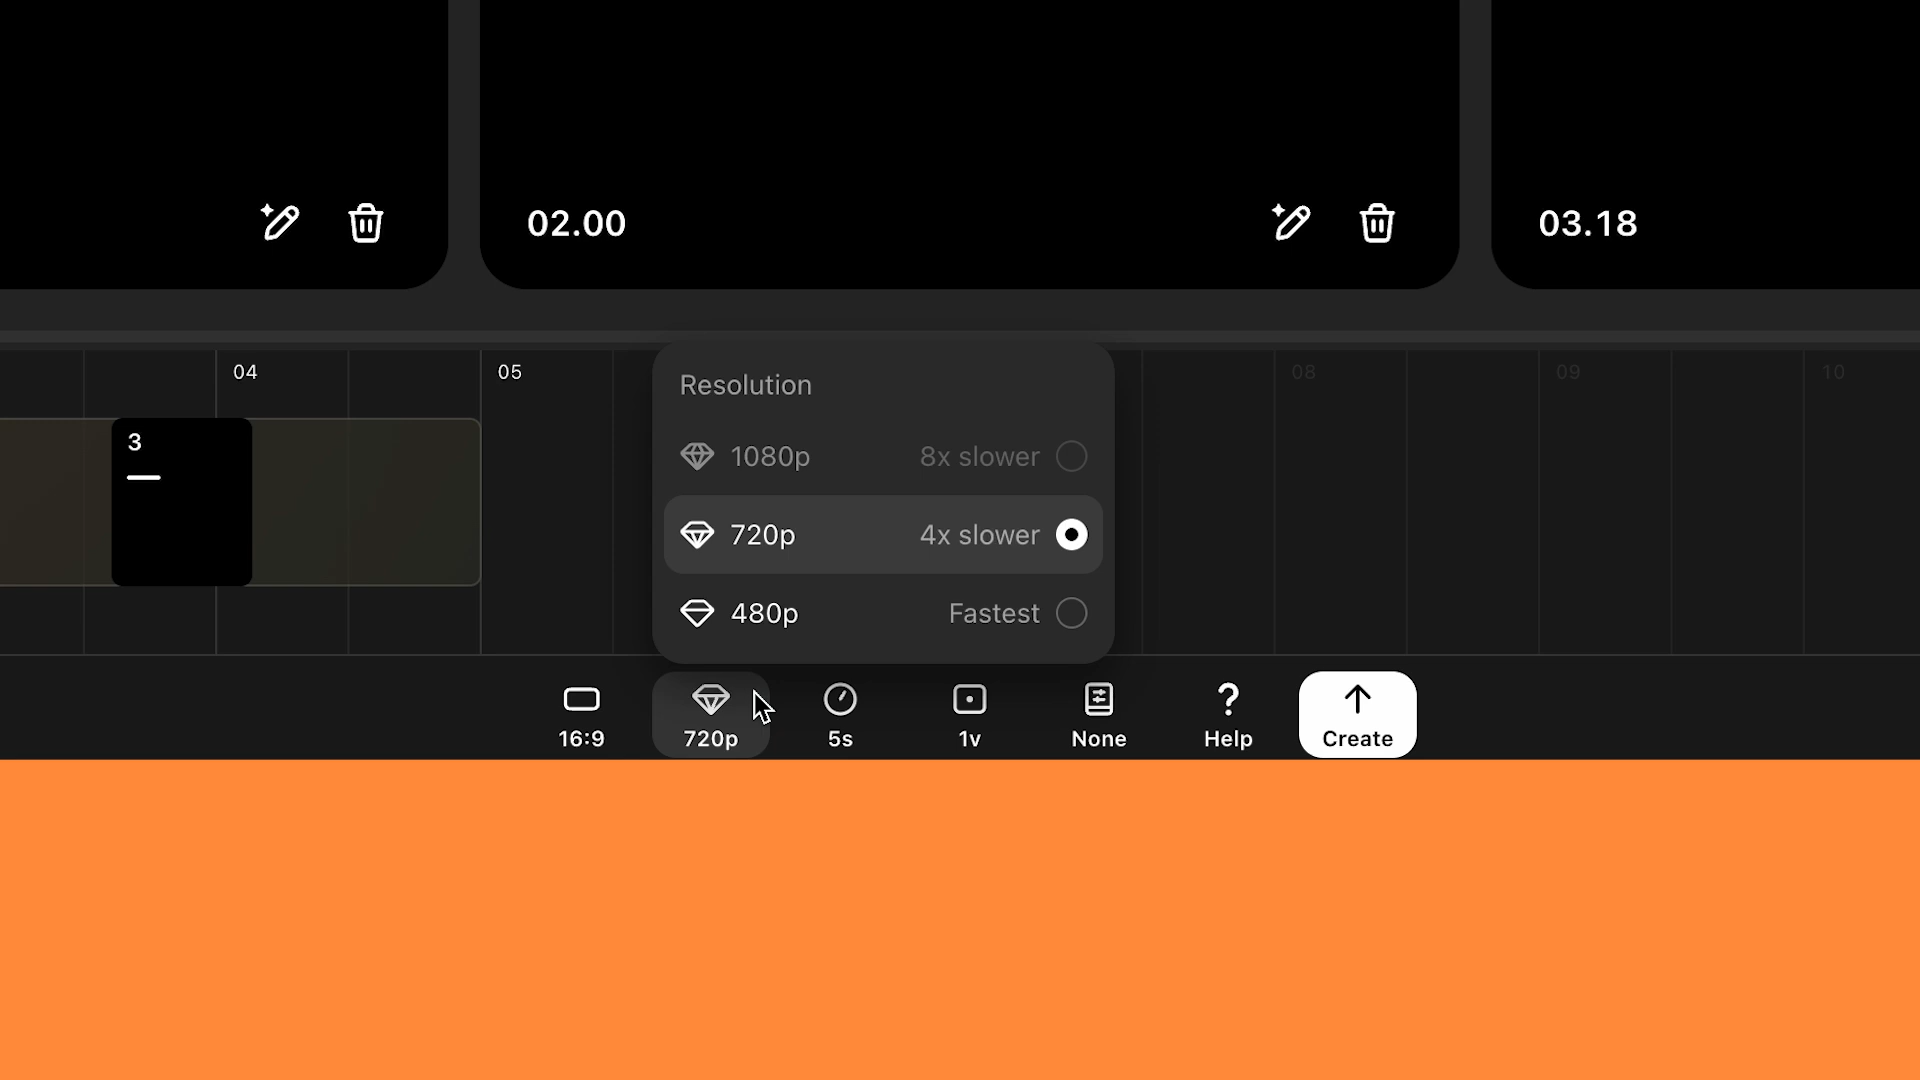 02.00
03.18
04
05
08
09
10
3
Resolution
1080p 8x slower
720p 4x slower
480p Fastest
16:9
720p
5s
1v
None
Help
Create